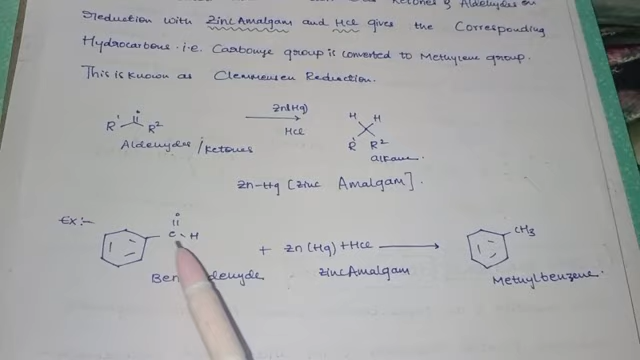 Ketones & Aldehydes on
Reduction with Zinc Amalgam and Hcl gives the Corresponding
Hydrocarbons. i.e. Carbonyl group is converted to Methylene group.
This is known as Clemmensen Reduction.
Zn(Hg)
Hcl
R¹ R²
Aldehydes/Ketones
H H
R¹ R²
alkane.
Zn-Hg [Zinc Amalgam].
Ex:-
C H
+ Zn(Hg)+Hcl
CH3
Zinc Amalgam
Methylbenzene.